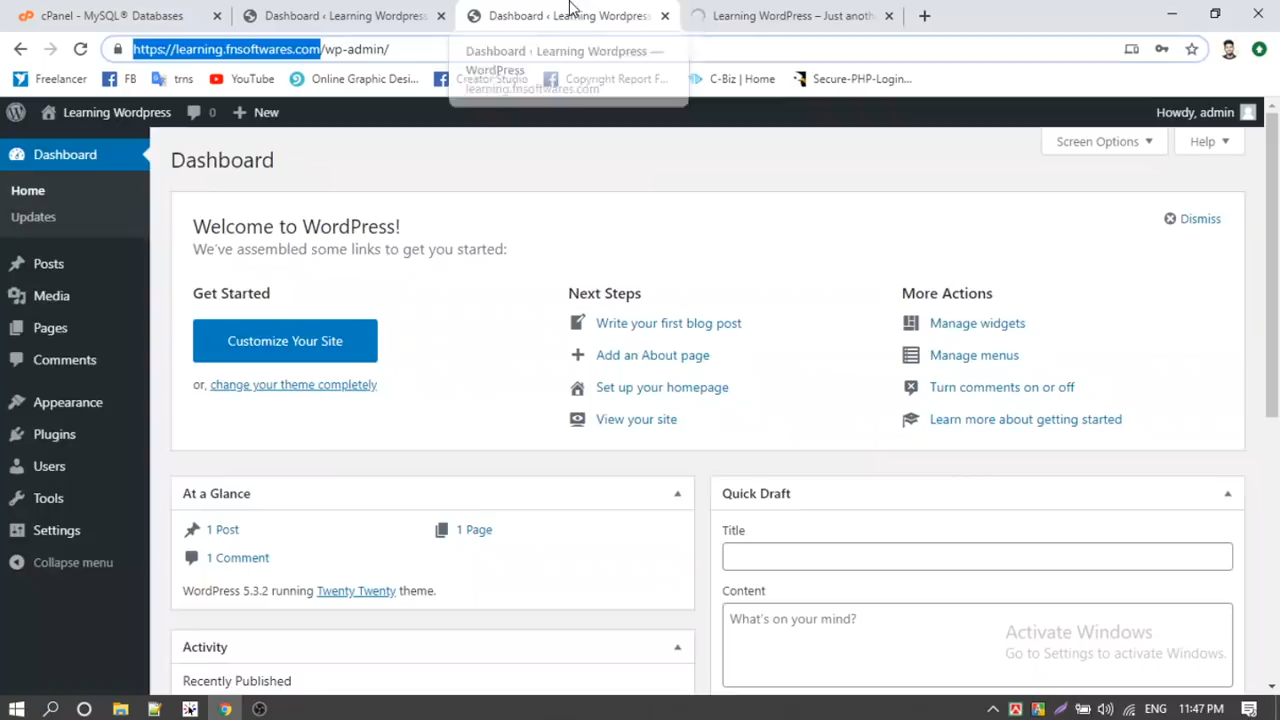 cPanel - MySQL® Databases
Dashboard ‹ Learning Wordpress
Dashboard ‹ Learning Wordpress
Learning WordPress – Just anoth
https://learning.fnsoftwares.com/wp-admin/
Dashboard ‹ Learning Wordpress —
WordPress
learning.fnsoftwares.com
Freelancer
FB
trns
YouTube
Online Graphic Desi...
Creator Studio
Copyright Report F...
C-Biz | Home
Secure-PHP-Login...
Learning Wordpress
0
New
Howdy, admin
Dashboard
Home
Updates
Posts
Media
Pages
Comments
Appearance
Plugins
Users
Tools
Settings
Collapse menu
Screen Options
Help
Dashboard
Welcome to WordPress!
We've assembled some links to get you started:
Dismiss
Get Started
Customize Your Site
or, change your theme completely
Next Steps
Write your first blog post
Add an About page
Set up your homepage
View your site
More Actions
Manage widgets
Manage menus
Turn comments on or off
Learn more about getting started
At a Glance
1 Post
1 Page
1 Comment
WordPress 5.3.2 running Twenty Twenty theme.
Activity
Recently Published
Quick Draft
Title
Content
What's on your mind?
Activate Windows
Go to Settings to activate Windows.
ENG
11:47 PM